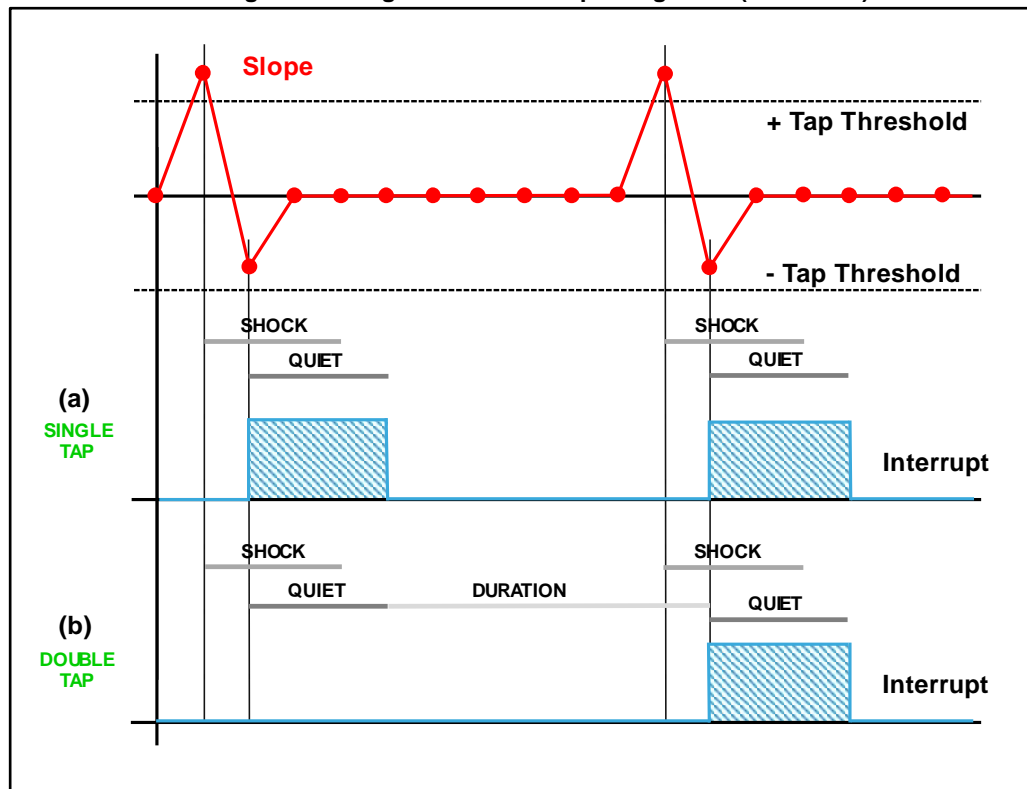 Slope
+ Tap Threshold
- Tap Threshold
SHOCK
SHOCK
QUIET
QUIET
(a)
SINGLE
TAP
Interrupt
SHOCK
SHOCK
QUIET
DURATION
QUIET
(b)
DOUBLE
TAP
Interrupt